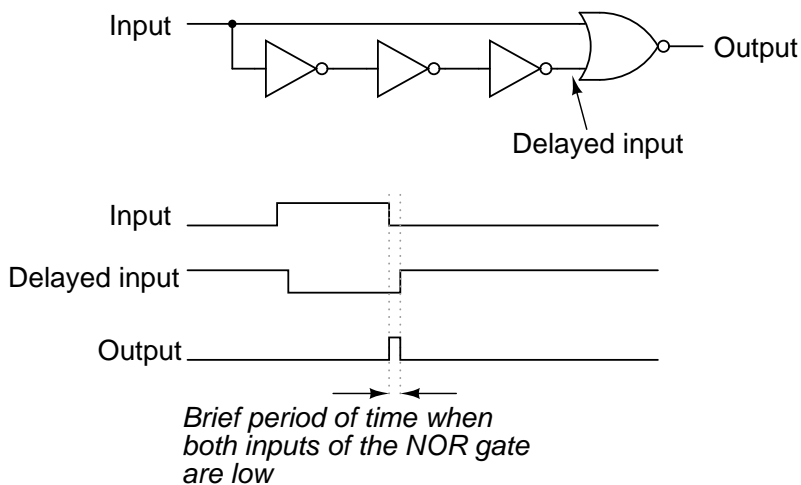 Input
Output
Delayed input
Input
Delayed input
Output
Brief period of time when
both inputs of the NOR gate
are low